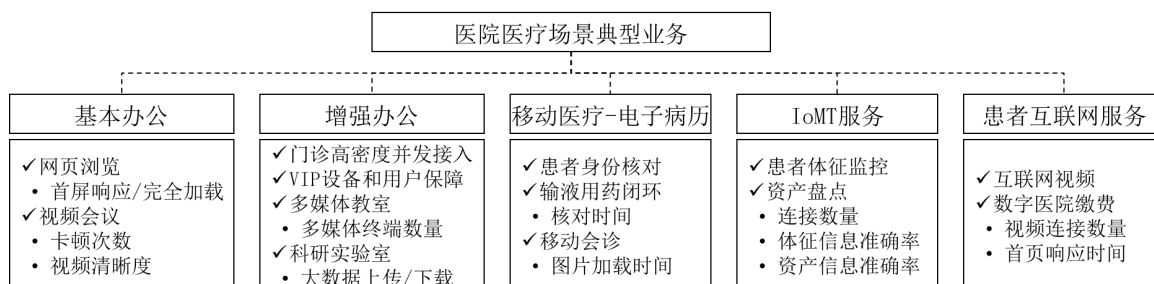 医院医疗场景典型业务
基本办公
✓网页浏览
• 首屏响应/完全加载
✓视频会议
• 卡顿次数
• 视频清晰度
增强办公
✓门诊高密度并发接入
✓VIP设备和用户保障
✓多媒体教室
• 多媒体终端数量
✓科研实验室
• 大数据上传/下载
移动医疗-电子病历
✓患者身份核对
✓输液用药闭环
• 核对时间
✓移动会诊
• 图片加载时间
IoMT服务
✓患者体征监控
✓资产盘点
• 连接数量
• 体征信息准确率
• 资产信息准确率
患者互联网服务
✓互联网视频
✓数字医院缴费
• 视频连接数量
• 首页响应时间